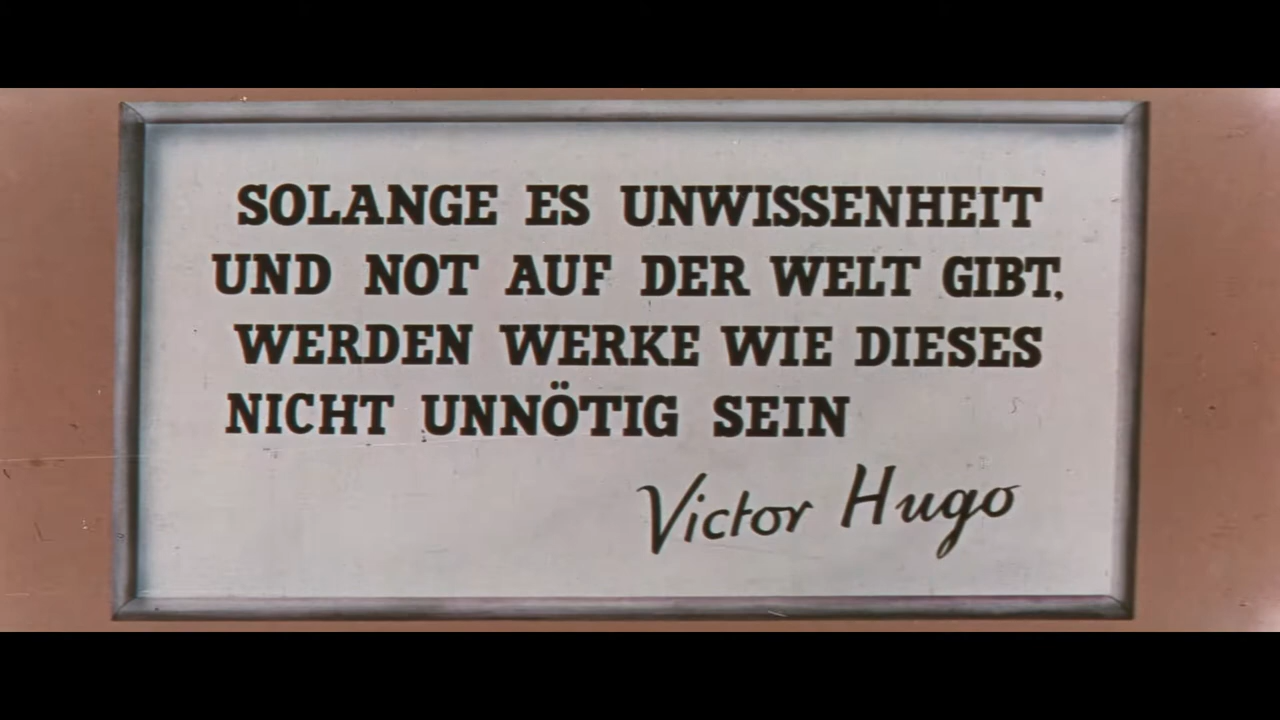 SOLANGE ES UNWISSENHEIT
UND NOT AUF DER WELT GIBT,
WERDEN WERKE WIE DIESES
NICHT UNNÖTIG SEIN
Victor Hugo